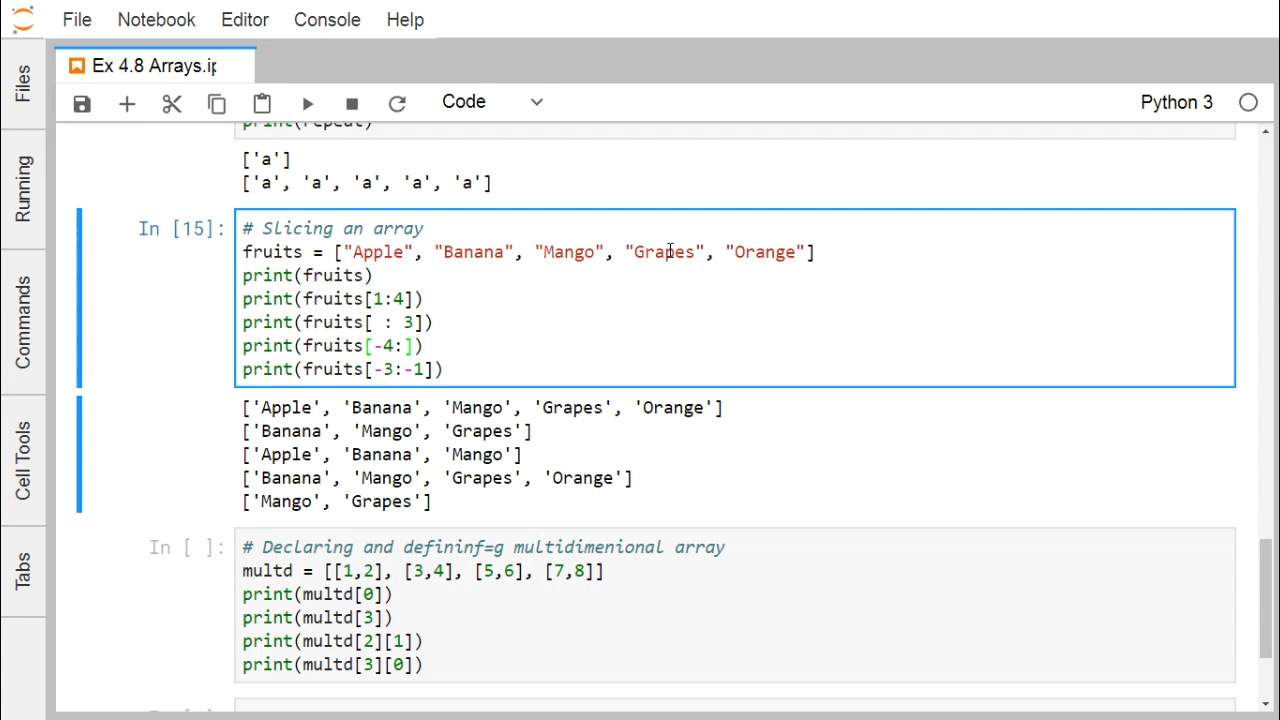 File Notebook Editor Console Help
Ex 4.8 Arrays.ip
Code Python 3
Files
Running
Commands
Cell Tools
Tabs
print(repeat)
['a']
['a', 'a', 'a', 'a', 'a']
In [15]:
# Slicing an array
fruits = ["Apple", "Banana", "Mango", "Grapes", "Orange"]
print(fruits)
print(fruits[1:4])
print(fruits[ : 3])
print(fruits[-4:])
print(fruits[-3:-1])
['Apple', 'Banana', 'Mango', 'Grapes', 'Orange']
['Banana', 'Mango', 'Grapes']
['Apple', 'Banana', 'Mango']
['Banana', 'Mango', 'Grapes', 'Orange']
['Mango', 'Grapes']
In [ ]:
# Declaring and defininf=g multidimenional array
multd = [[1,2], [3,4], [5,6], [7,8]]
print(multd[0])
print(multd[3])
print(multd[2][1])
print(multd[3][0])